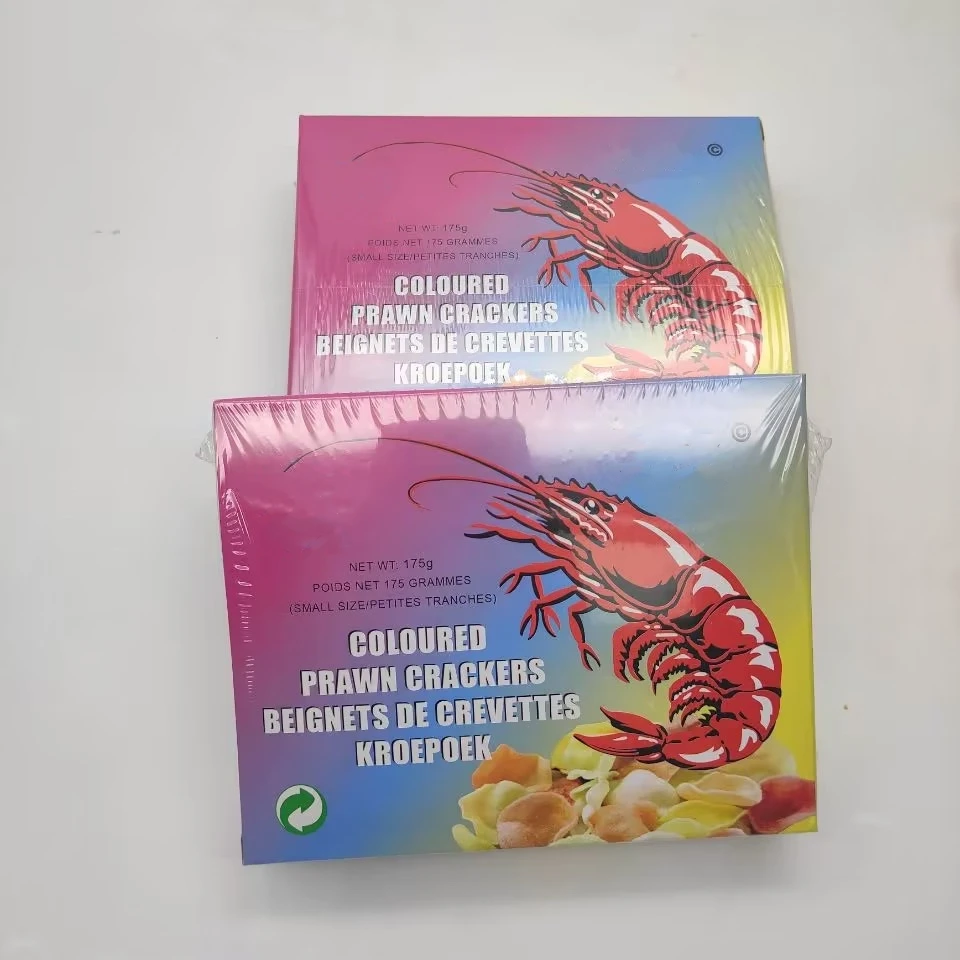 ©
NET WT: 175g
POIDS NET 175 GRAMMES
(SMALL SIZE/PETITES TRANCHES)
COLOURED
PRAWN CRACKERS
BEIGNETS DE CREVETTES
KROEPOEK
©
NET WT: 175g
POIDS NET 175 GRAMMES
(SMALL SIZE/PETITES TRANCHES)
COLOURED
PRAWN CRACKERS
BEIGNETS DE CREVETTES
KROEPOEK